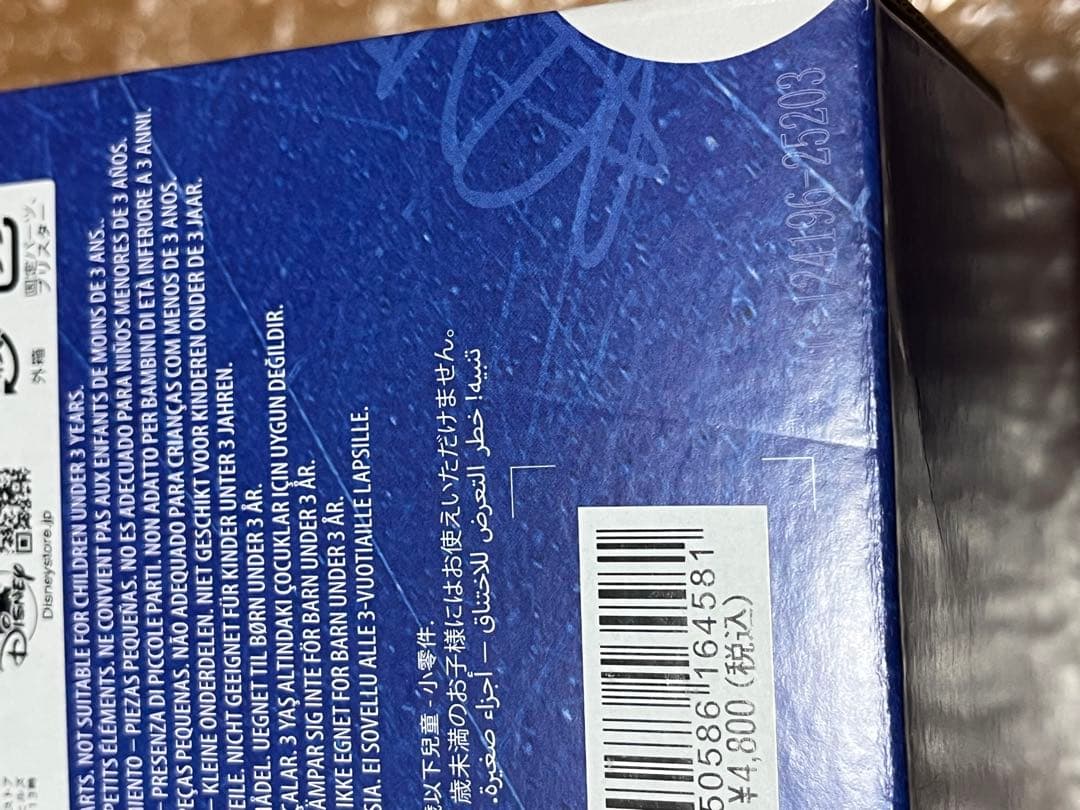 ARTS. NOT SUITABLE FOR CHILDREN UNDER 3 YEARS.
PETITS ÉLÉMENTS. NE CONVIENT PAS AUX ENFANTS DE MOINS DE 3 ANS..
MIENTO – PIEZAS PEQUEÑAS. NO ES ADECUADO PARA NIÑOS MENORES DE 3 AÑOS.
– PRESENZA DI PICCOLE PARTI. NON ADATTO PER BAMBINI DI ETÀ INFERIORE A 3 ANNI.
PEÇAS PEQUENAS. NÃO ADEQUADO PARA CRIANÇAS COM MENOS DE 3 ANOS.
– KLEINE ONDERDELEN. NIET GESCHIKT VOOR KINDEREN ONDER DE 3 JAAR.
EILE. NICHT GEEIGNET FÜR KINDER UNTER 3 JAHREN.
ÅDEL. UEGNET TIL BØRN UNDER 3 ÅR.
ÇALAR. 3 YAŞ ALTINDAKİ ÇOCUKLAR İÇİN UYGUN DEĞİLDİR.
ÄMPAR SIG INTE FÖR BARN UNDER 3 ÅR.
IKKE EGNET FOR BARN UNDER 3 ÅR.
SIA. EI SOVELLU ALLE 3-VUOTIAILLE LAPSILLE.
歲以下兒童 - 小零件.
歳未満のお子様にはお使えいただけません。
تنبيه! خطر التعرض للاختناق – أجزاء صغيرة.
Disney
Disneystore.jp
外箱
固定パーツ、
ブリスター
124196-25203
50586 164581
¥4,800 (税込)